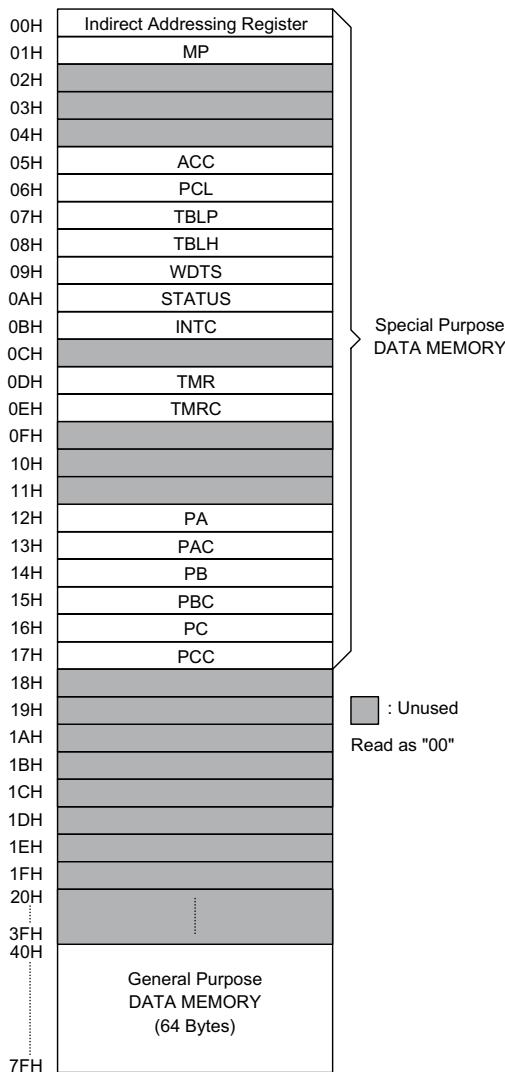 00H Indirect Addressing Register
01H MP
02H
03H
04H
05H ACC
06H PCL
07H TBLP
08H TBLH
09H WDTS
0AH STATUS
0BH INTC
0CH
0DH TMR
0EH TMRC
0FH
10H
11H
12H PA
13H PAC
14H PB
15H PBC
16H PC
17H PCC
18H
19H
1AH
1BH
1CH
1DH
1EH
1FH
20H
3FH
40H
General Purpose
DATA MEMORY
(64 Bytes)
7FH
Special Purpose
DATA MEMORY
: Unused
Read as "00"